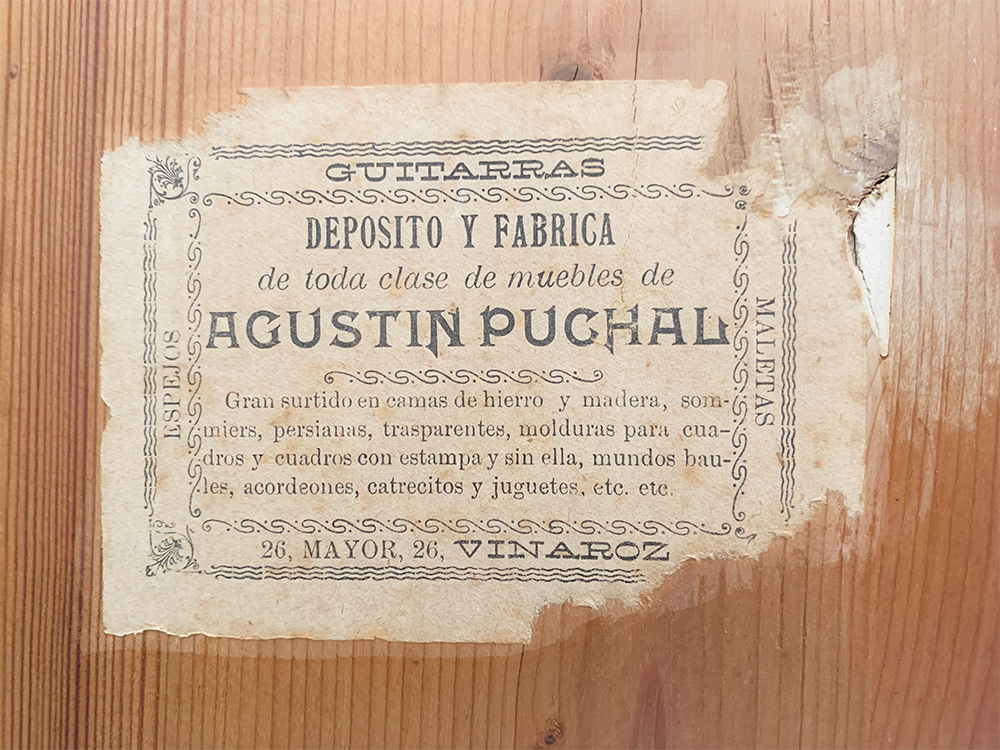 GUITARRAS
DEPOSITO Y FABRICA
de toda clase de muebles de
AGUSTIN PUCHAL
ESPEJOS
MALETAS
Gran surtido en camas de hierro y madera, som-
miers, persianas, trasparentes, molduras para cua-
dros y cuadros con estampa y sin ella, mundos bau-
les, acordeones, catrecitos y juguetes, etc. etc.
26, MAYOR, 26, VINAROZ